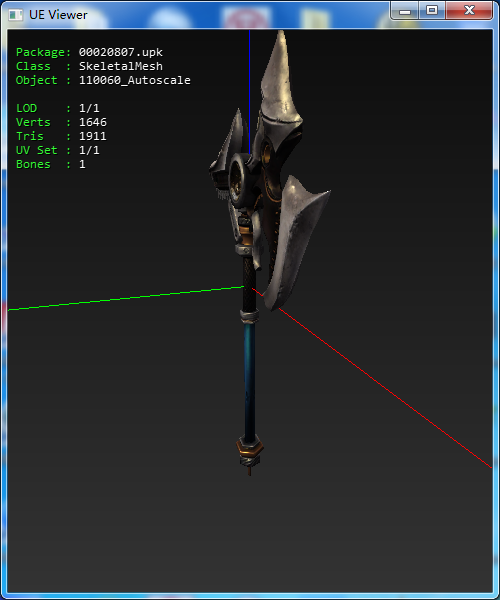 UE Viewer
Package: 00020807.upk
Class  : SkeletalMesh
Object : 110060_Autoscale
LOD    : 1/1
Verts  : 1646
Tris   : 1911
UV Set : 1/1
Bones  : 1